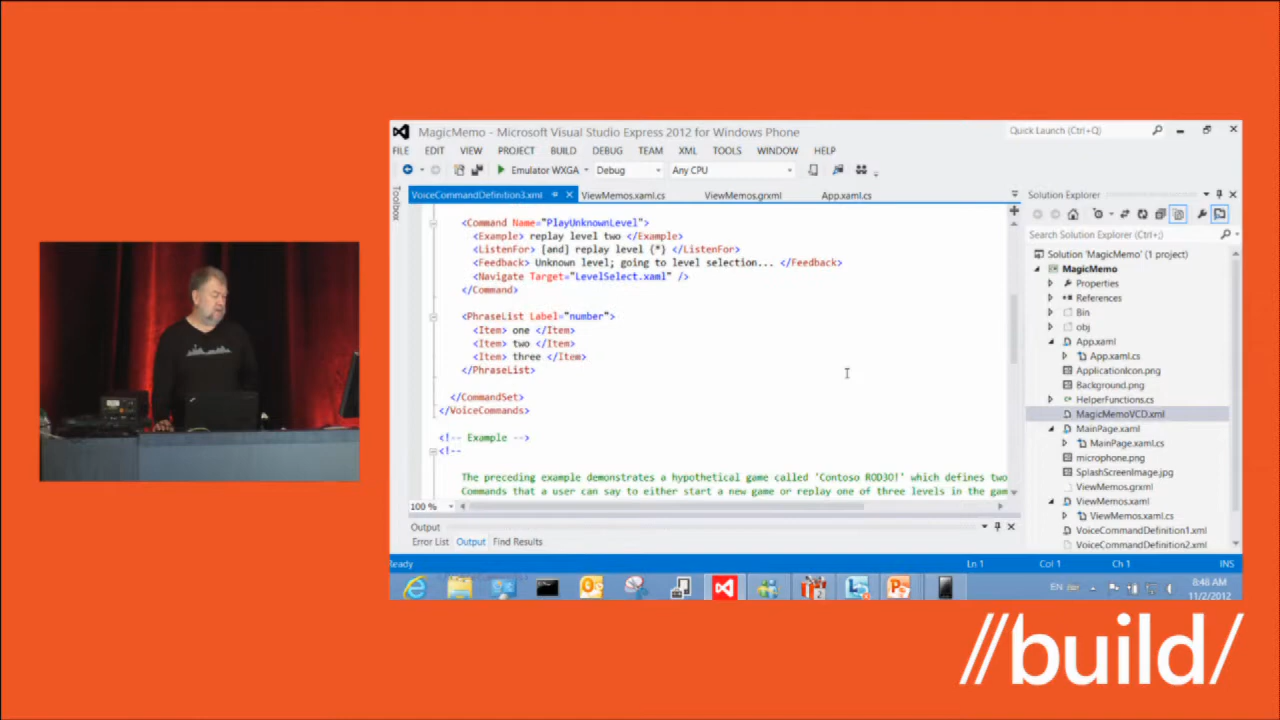 MagicMemo - Microsoft Visual Studio Express 2012 for Windows Phone
Quick Launch (Ctrl+Q)
FILE EDIT VIEW PROJECT BUILD DEBUG TEAM XML TOOLS WINDOW HELP
Emulator WXGA Debug Any CPU
VoiceCommandDefinition3.xml ViewMemos.xaml.cs ViewMemos.grxml App.xaml.cs
Toolbox
<Command Name="PlayUnknownLevel">
<Example> replay level two </Example>
<ListenFor> [and] replay level {*} </ListenFor>
<Feedback> Unknown level; going to level selection... </Feedback>
<Navigate Target="LevelSelect.xaml" />
</Command>
<PhraseList Label="number">
<Item> one </Item>
<Item> two </Item>
<Item> three </Item>
</PhraseList>
</CommandSet>
</VoiceCommands>
<!-- Example -->
<!--
The preceding example demonstrates a hypothetical game called 'Contoso ROD3O!' which defines two
Commands that a user can say to either start a new game or replay one of three levels in the gam
100 %
Output
Error List Output Find Results
Solution Explorer
Search Solution Explorer (Ctrl+;)
Solution 'MagicMemo' (1 project)
MagicMemo
Properties
References
Bin
obj
App.xaml
App.xaml.cs
ApplicationIcon.png
Background.png
HelperFunctions.cs
MagicMemoVCD.xml
MainPage.xaml
MainPage.xaml.cs
microphone.png
SplashScreenImage.jpg
ViewMemos.grxml
ViewMemos.xaml
ViewMemos.xaml.cs
VoiceCommandDefinition1.xml
VoiceCommandDefinition2.xml
Ready Ln 1 Col 1 Ch 1 INS
EN
8:48 AM
11/2/2012
//build/